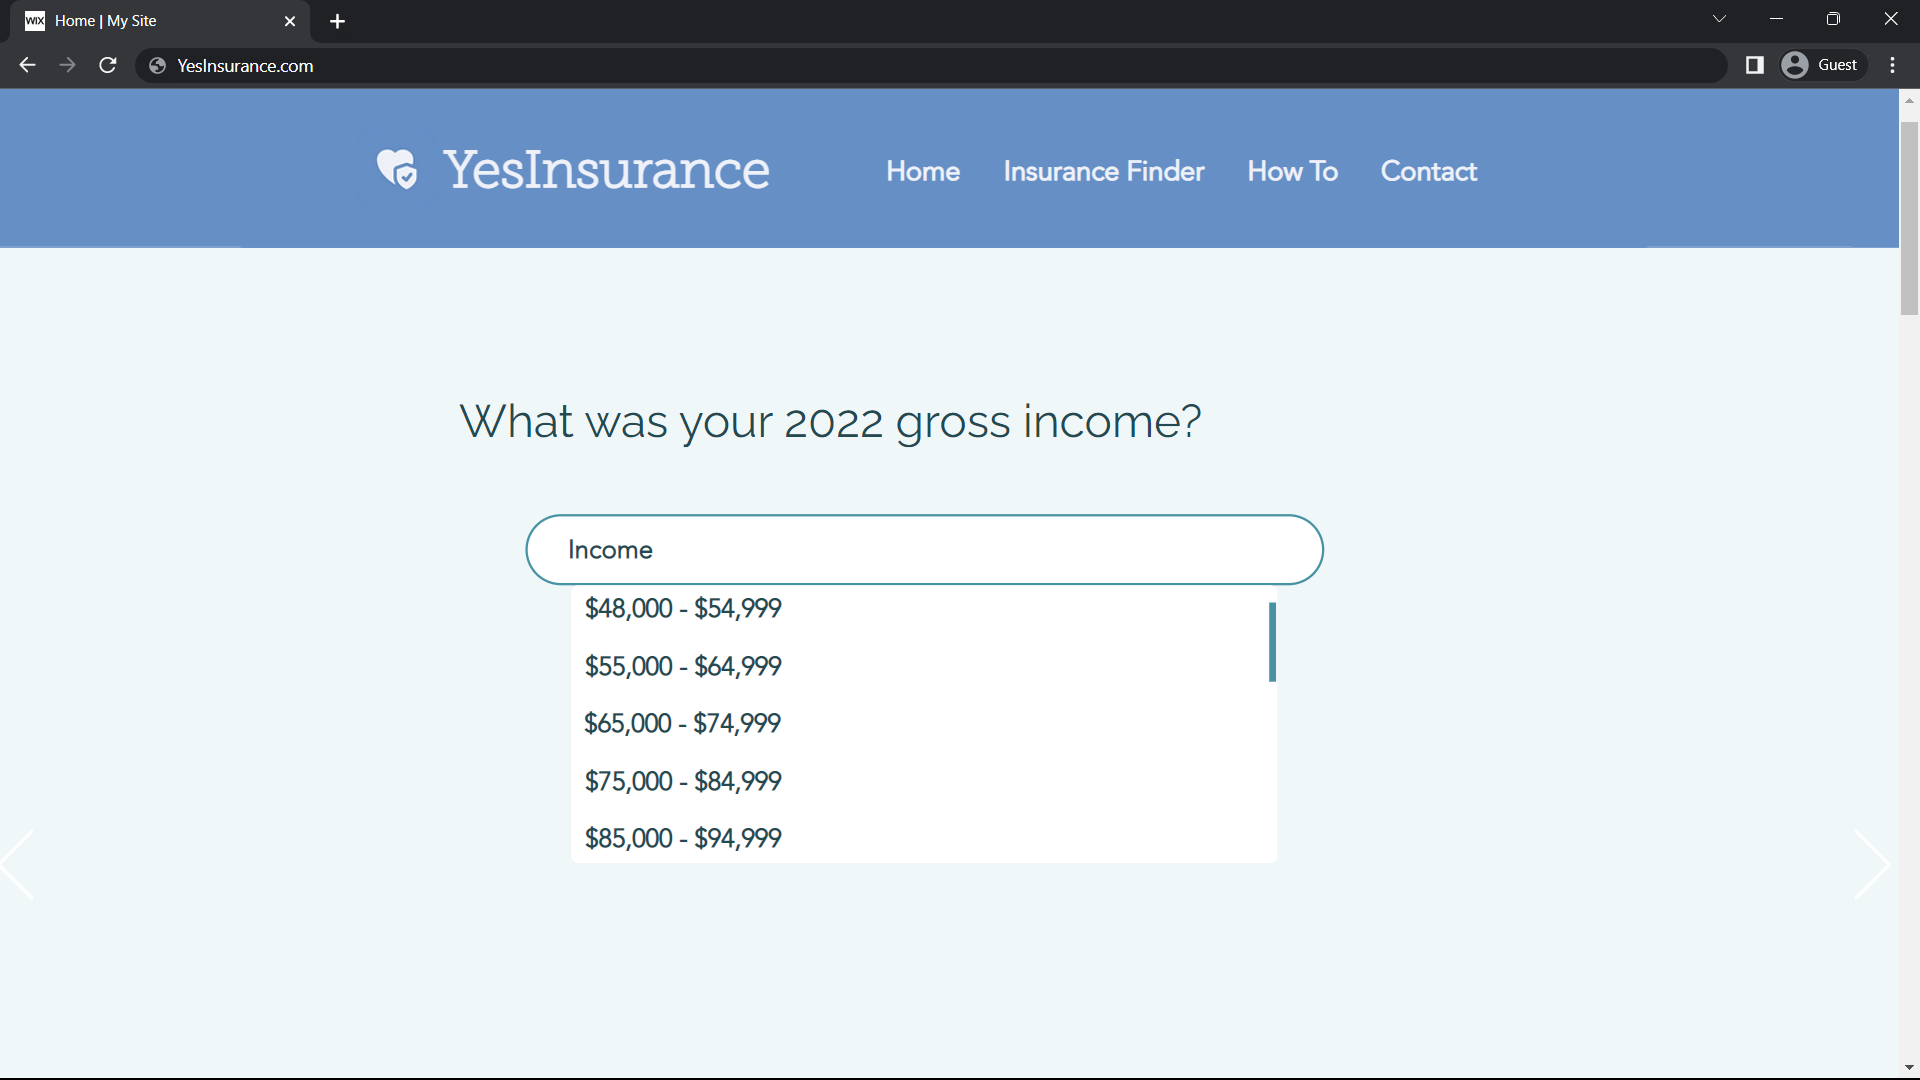 WIX Home | My Site
YesInsurance.com
Guest
YesInsurance
Home Insurance Finder How To Contact
What was your 2022 gross income?
Income
$48,000 - $54,999
$55,000 - $64,999
$65,000 - $74,999
$75,000 - $84,999
$85,000 - $94,999